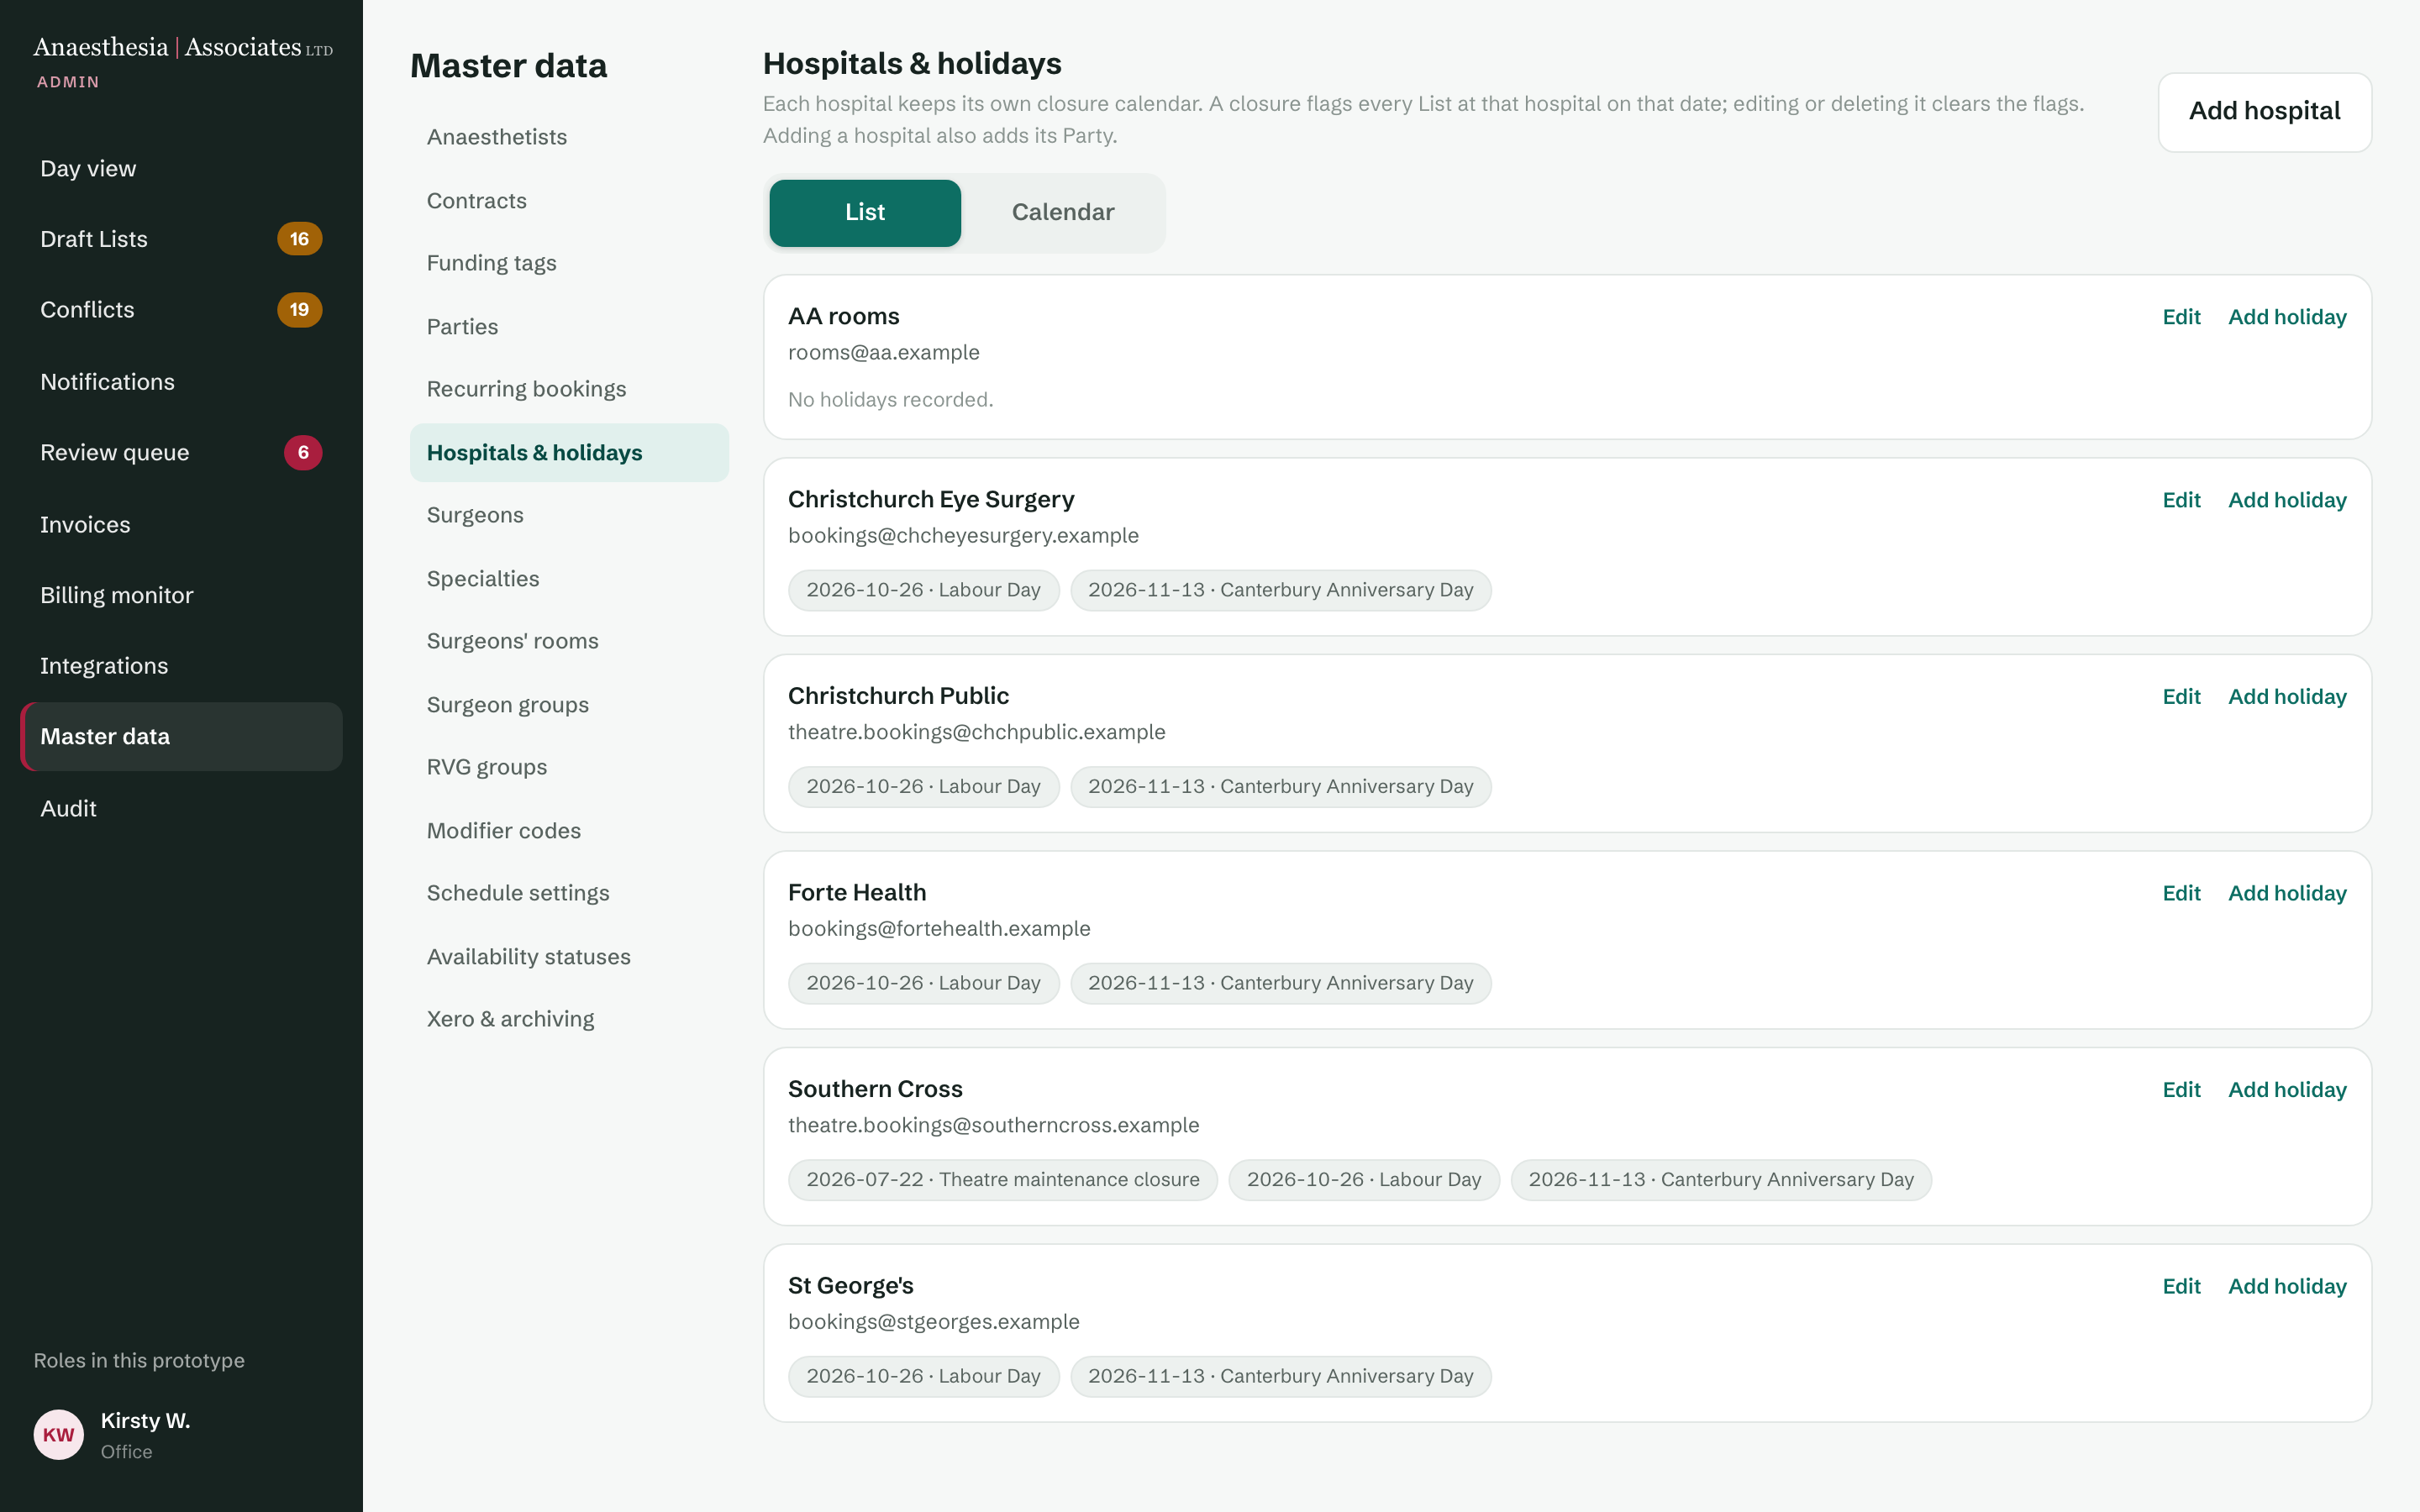 Anaesthesia | Associates LTD
ADMIN
Day view
Draft Lists 16
Conflicts 19
Notifications
Review queue 6
Invoices
Billing monitor
Integrations
Master data
Audit
Roles in this prototype
KW
Kirsty W.
Office
Master data
Anaesthetists
Contracts
Funding tags
Parties
Recurring bookings
Hospitals & holidays
Surgeons
Specialties
Surgeons' rooms
Surgeon groups
RVG groups
Modifier codes
Schedule settings
Availability statuses
Xero & archiving
Hospitals & holidays
Each hospital keeps its own closure calendar. A closure flags every List at that hospital on that date; editing or deleting it clears the flags.
Adding a hospital also adds its Party.
Add hospital
List Calendar
AA rooms Edit Add holiday
rooms@aa.example
No holidays recorded.
Christchurch Eye Surgery Edit Add holiday
bookings@chcheyesurgery.example
2026-10-26 · Labour Day 2026-11-13 · Canterbury Anniversary Day
Christchurch Public Edit Add holiday
theatre.bookings@chchpublic.example
2026-10-26 · Labour Day 2026-11-13 · Canterbury Anniversary Day
Forte Health Edit Add holiday
bookings@fortehealth.example
2026-10-26 · Labour Day 2026-11-13 · Canterbury Anniversary Day
Southern Cross Edit Add holiday
theatre.bookings@southerncross.example
2026-07-22 · Theatre maintenance closure 2026-10-26 · Labour Day 2026-11-13 · Canterbury Anniversary Day
St George's Edit Add holiday
bookings@stgeorges.example
2026-10-26 · Labour Day 2026-11-13 · Canterbury Anniversary Day